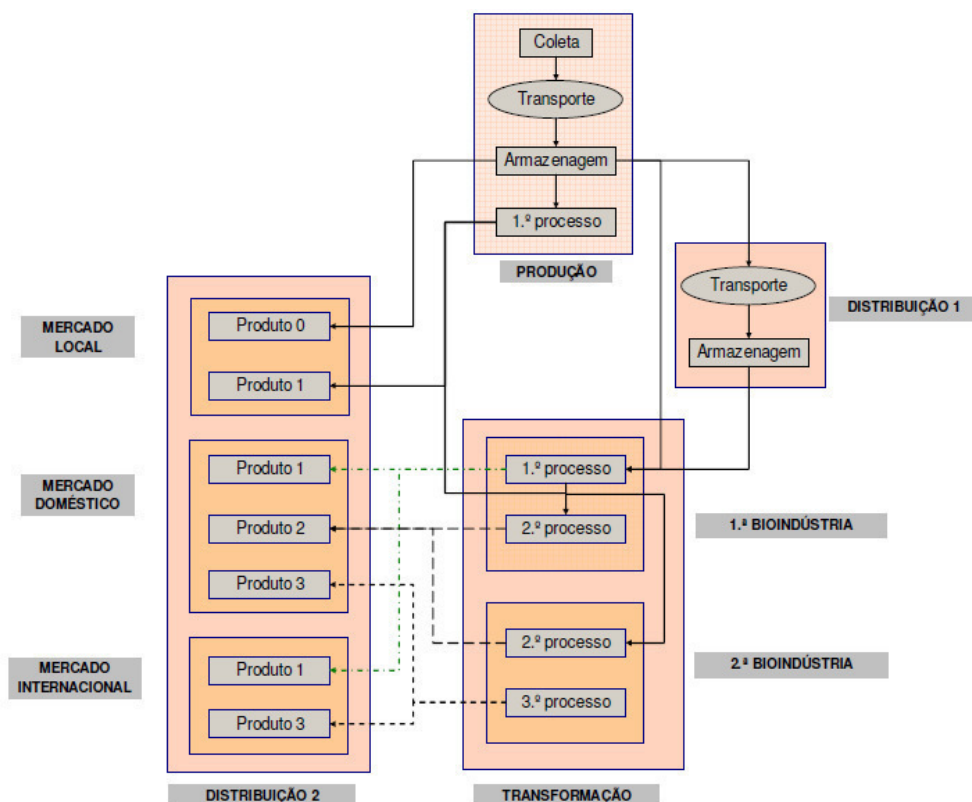 Coleta
Transporte
Armazenagem
1.º processo
PRODUÇÃO
Transporte
Armazenagem
DISTRIBUIÇÃO 1
MERCADO
LOCAL
Produto 0
Produto 1
MERCADO
DOMÉSTICO
Produto 1
Produto 2
Produto 3
MERCADO
INTERNACIONAL
Produto 1
Produto 3
DISTRIBUIÇÃO 2
1.º processo
2.º processo
1.ª BIOINDÚSTRIA
2.º processo
3.º processo
2.ª BIOINDÚSTRIA
TRANSFORMAÇÃO